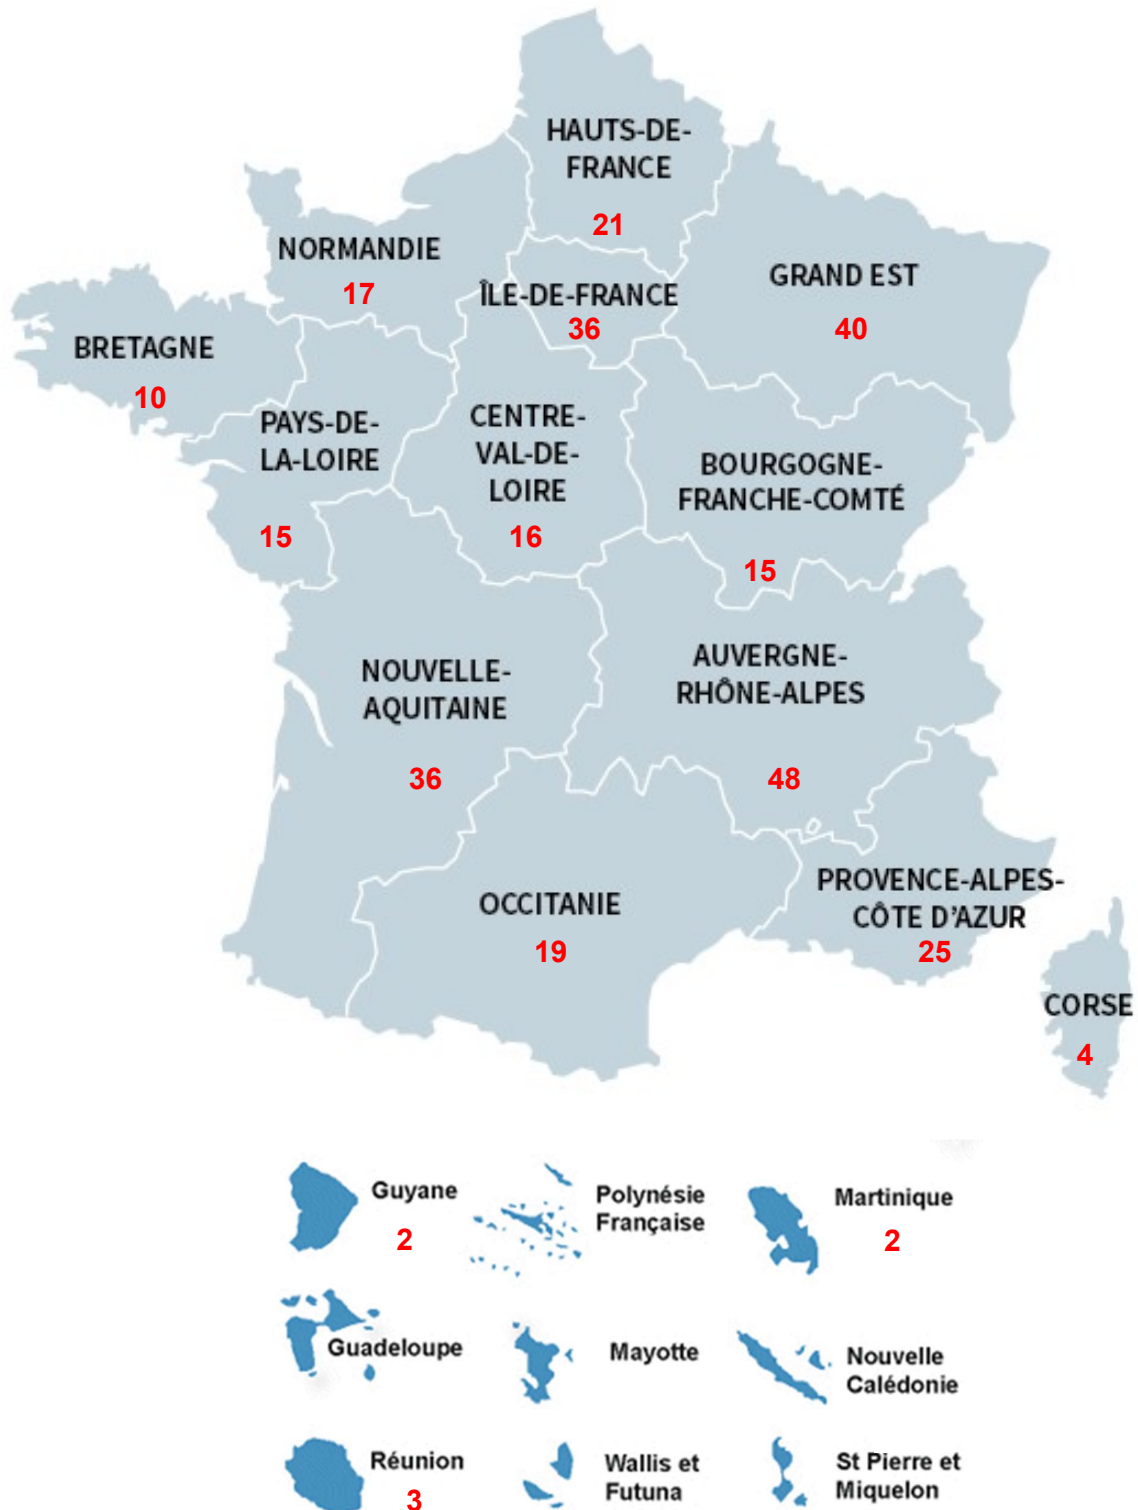 HAUTS-DE-
FRANCE
21
NORMANDIE
17
ÎLE-DE-FRANCE
36
GRAND EST
40
BRETAGNE
10
PAYS-DE-
LA-LOIRE
15
CENTRE-
VAL-DE-
LOIRE
16
BOURGOGNE-
FRANCHE-COMTÉ
15
NOUVELLE-
AQUITAINE
36
AUVERGNE-
RHÔNE-ALPES
48
OCCITANIE
19
PROVENCE-ALPES-
CÔTE D'AZUR
25
CORSE
4
Guyane
2
Polynésie
Française
Martinique
2
Guadeloupe
Mayotte
Nouvelle
Calédonie
Réunion
3
Wallis et
Futuna
St Pierre et
Miquelon